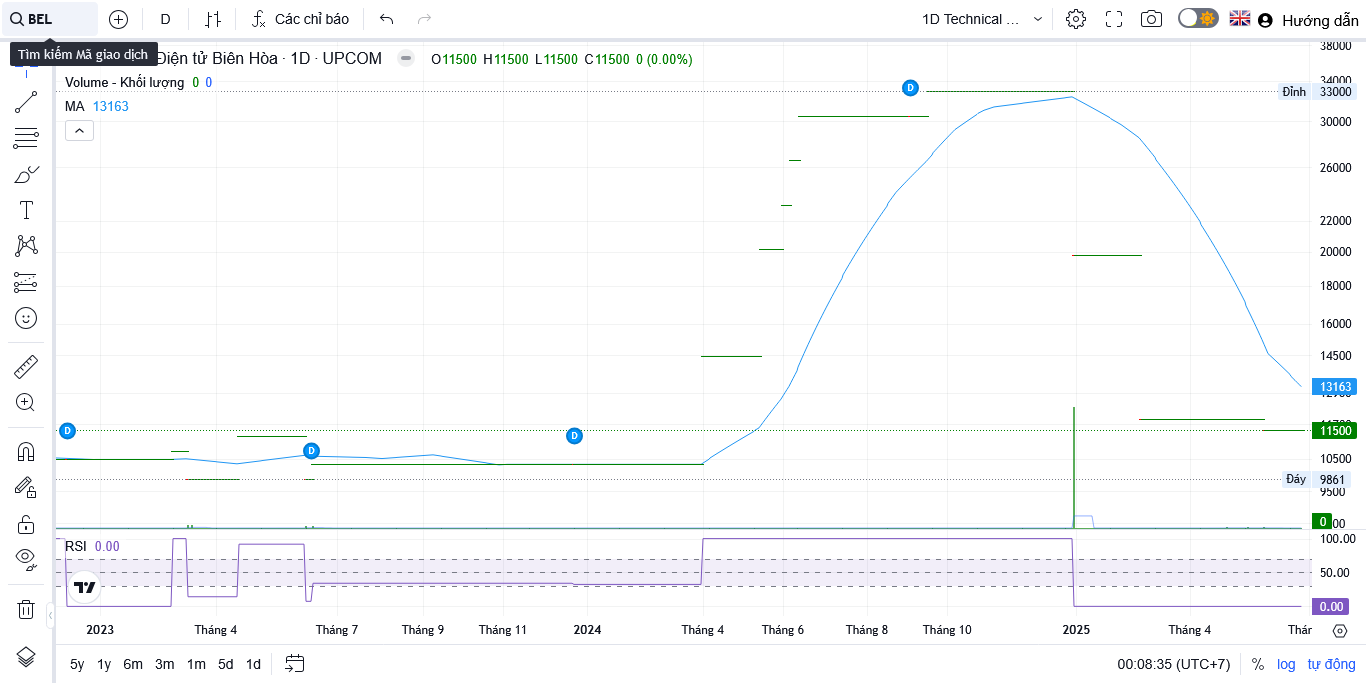 BEL
D
Các chỉ báo
1D Technical ...
Hướng dẫn
Tìm kiếm Mã giao dịch
Điện tử Biên Hòa · 1D · UPCOM
O11500 H11500 L11500 C11500 0 (0.00%)
Volume - Khối lượng 0 0
MA 13163
D
D
D
D
38000
34000
Đỉnh 33000
30000
26000
22000
20000
18000
16000
14500
13163
11500
10500
Đáy 9861
9500
0
RSI 0.00
100.00
50.00
0.00
2023
Tháng 4
Tháng 7
Tháng 9
Tháng 11
2024
Tháng 4
Tháng 6
Tháng 8
Tháng 10
2025
Tháng 4
Thár
5y 1y 6m 3m 1m 5d 1d
00:08:35 (UTC+7)
% log tự động